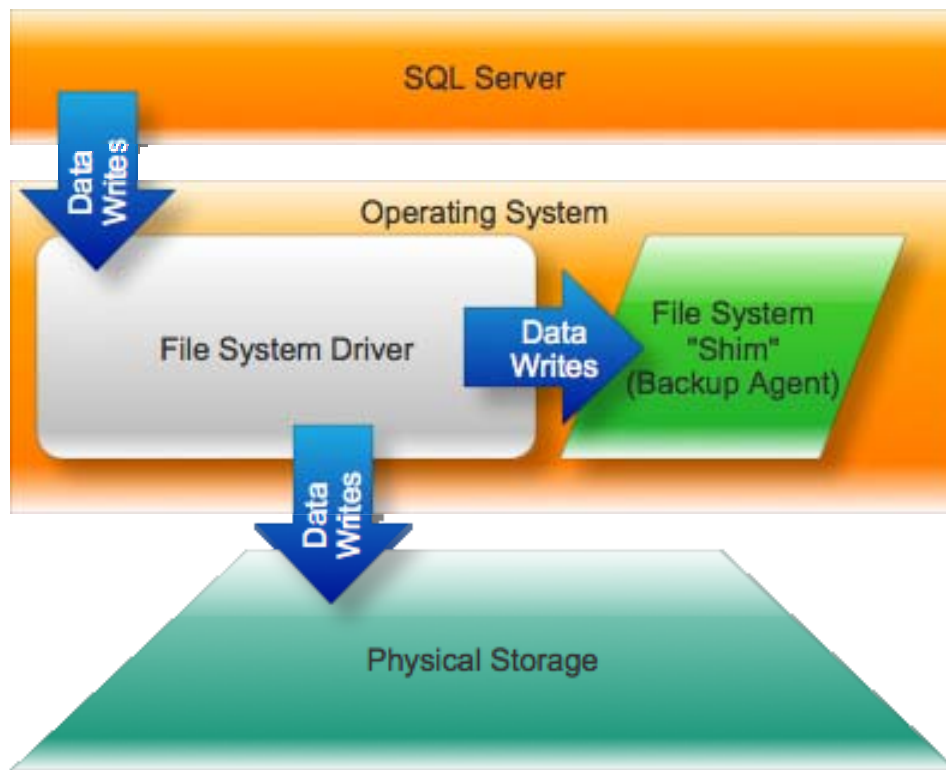 SQL Server
Data
Writes
Operating System
File System Driver
Data
Writes
File System
"Shim"
(Backup Agent)
Data
Writes
Physical Storage